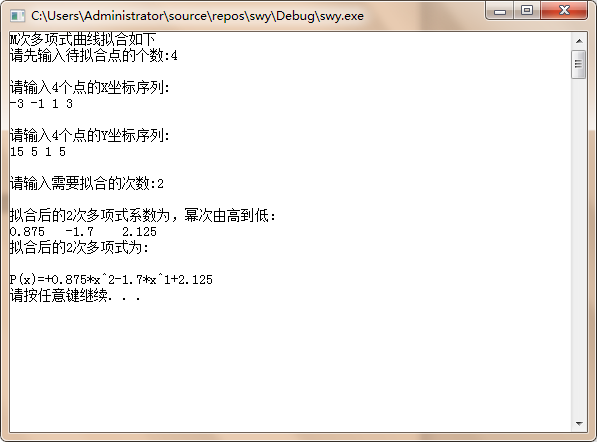 C:\Users\Administrator\source\repos\swy\Debug\swy.exe
M次多项式曲线拟合如下
请先输入待拟合点的个数:4
请输入4个点的X坐标序列:
-3 -1 1 3
请输入4个点的Y坐标序列:
15 5 1 5
请输入需要拟合的次数:2
拟合后的2次多项式系数为，幂次由高到低：
0.875   -1.7    2.125
拟合后的2次多项式为:
P(x)=+0.875*x^2-1.7*x^1+2.125
请按任意键继续. . .